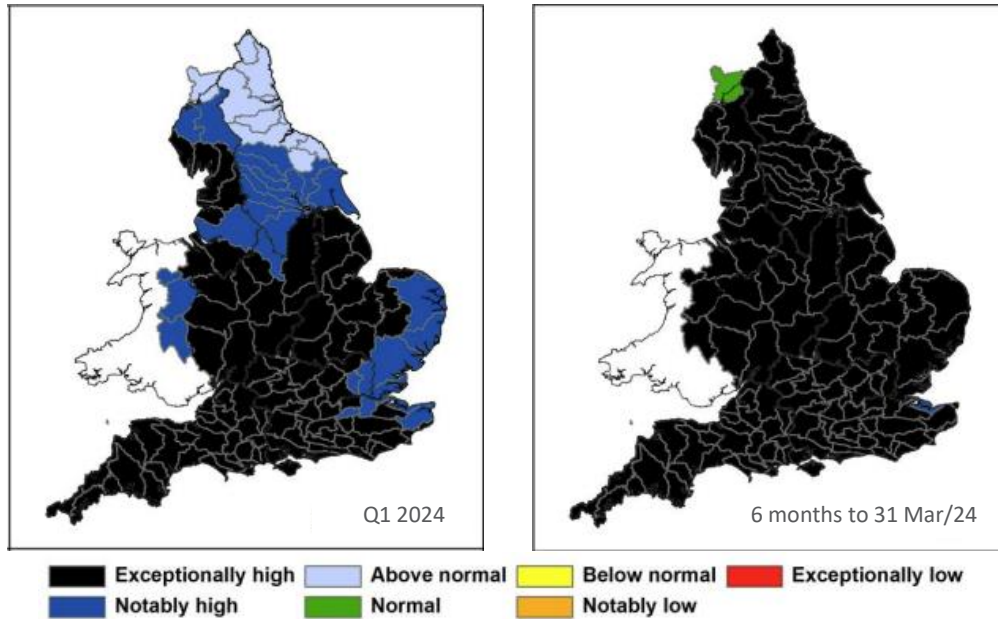 Q1 2024
6 months to 31 Mar/24
Exceptionally high
Above normal
Below normal
Exceptionally low
Notably high
Normal
Notably low